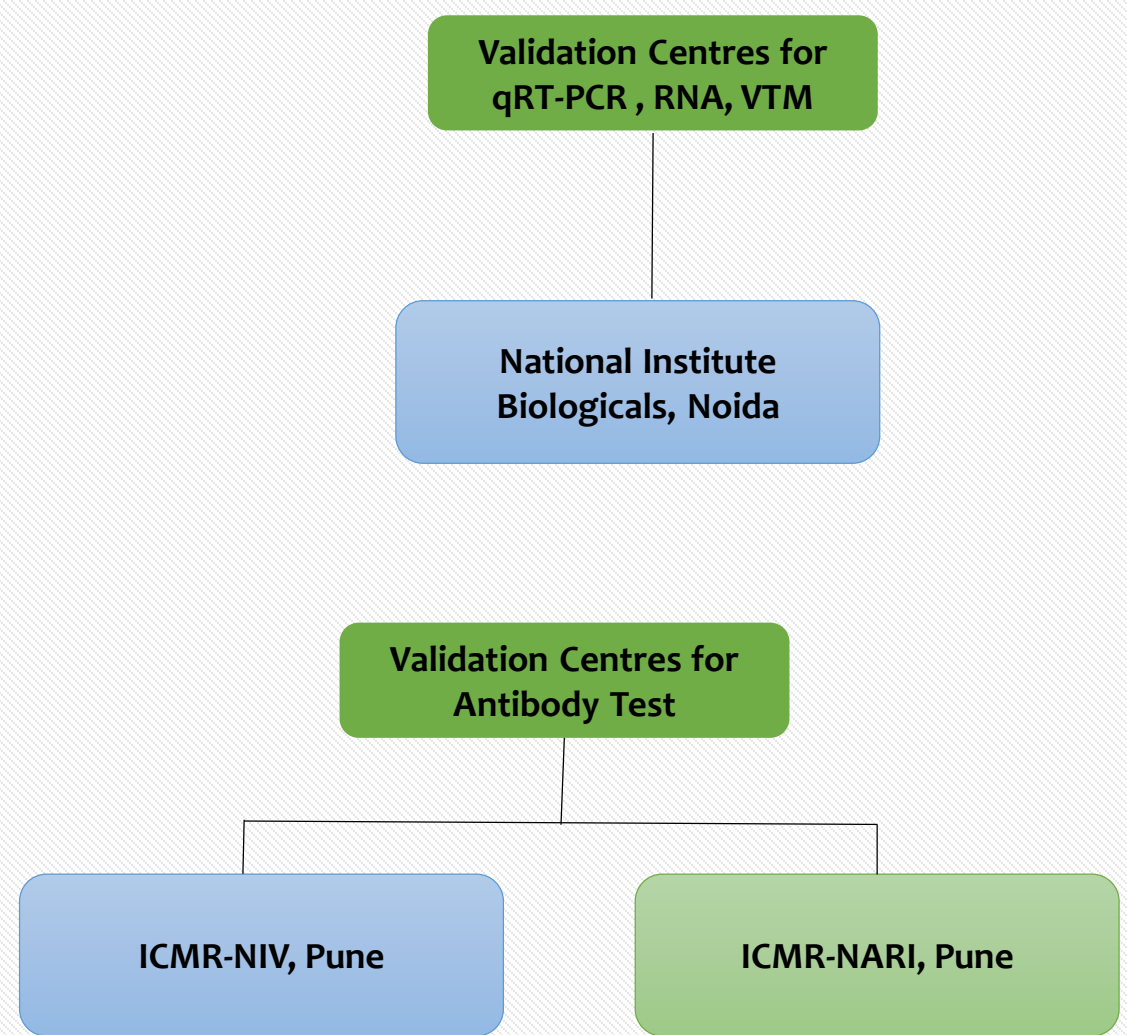 Validation Centres for
qRT-PCR , RNA, VTM
National Institute
Biologicals, Noida
Validation Centres for
Antibody Test
ICMR-NIV, Pune
ICMR-NARI, Pune